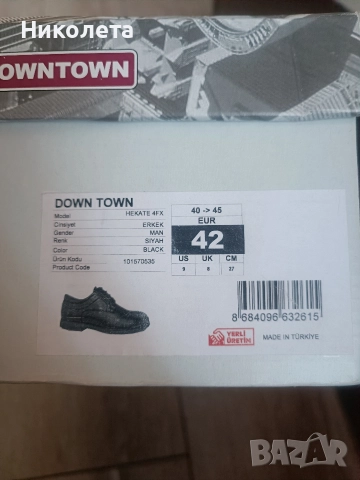 Николета
DOWNTOWN
DOWN TOWN
Model HEKATE 4FX
Cinsiyet ERKEK
Gender MAN
Renk SİYAH
Color BLACK
Ürün Kodu
Product Code 101570535
40 -> 45
EUR
42
US UK CM
9 8 27
8 684096 632615
YERLİ
ÜRETİM
MADE IN TÜRKİYE
BAZAR
bg